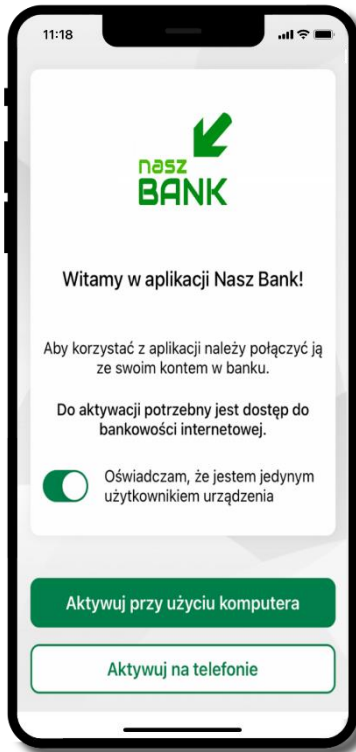 11:18
nasz
BANK
Witamy w aplikacji Nasz Bank!
Aby korzystać z aplikacji należy połączyć ją
ze swoim kontem w banku.
Do aktywacji potrzebny jest dostęp do
bankowości internetowej.
Oświadczam, że jestem jedynym
użytkownikiem urządzenia
Aktywuj przy użyciu komputera
Aktywuj na telefonie